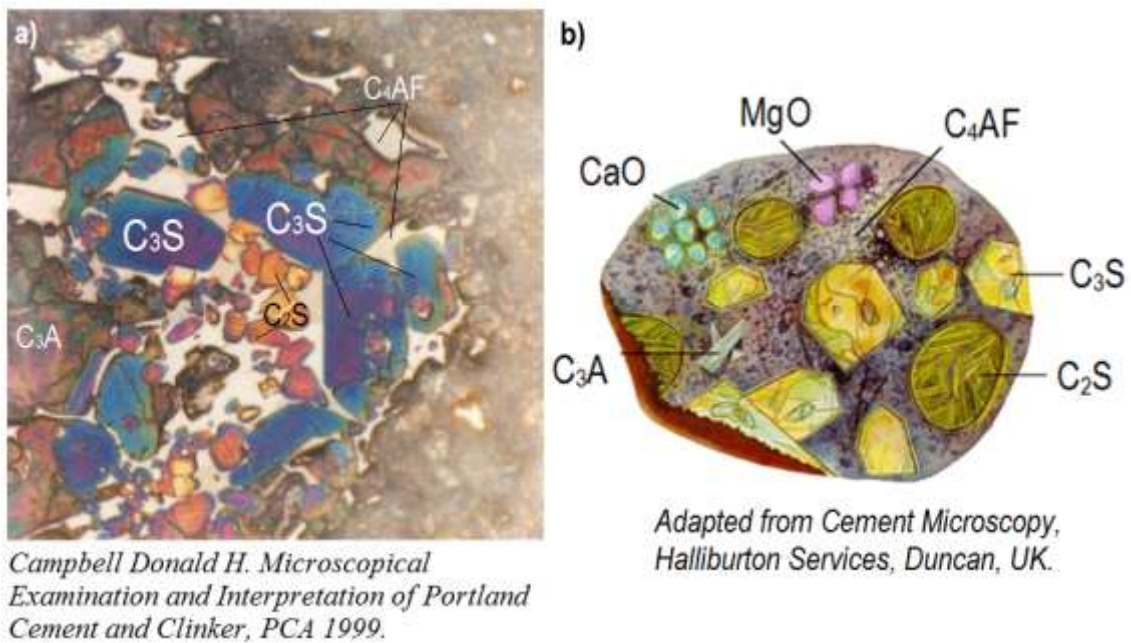 a)
C₄AF
C₃S
C₃S
C₂S
C₃A
Campbell Donald H. Microscopical
Examination and Interpretation of Portland
Cement and Clinker, PCA 1999.
b)
MgO
C₄AF
CaO
C₃S
C₃A
C₂S
Adapted from Cement Microscopy,
Halliburton Services, Duncan, UK.